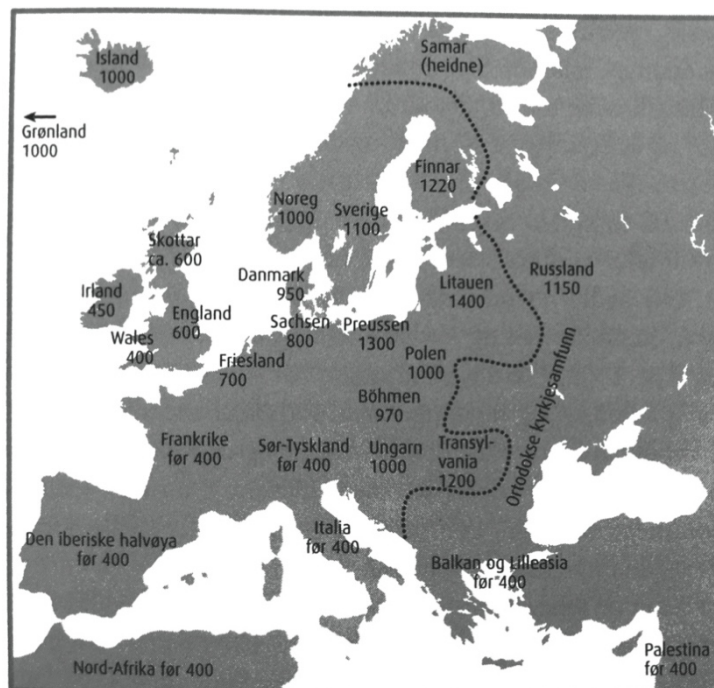 Island
1000
Samar
(heidne)
Grønland
1000
Finnar
1220
Noreg
1000
Sverige
1100
Skottar
ca. 600
Danmark
950
Litauen
1400
Russland
1150
Irland
450
England
600
Wales
400
Sachsen
800
Preussen
1300
Friesland
700
Polen
1000
Böhmen
970
Ortodokse kyrkjesamfunn
Frankrike
før 400
Sør-Tyskland
før 400
Ungarn
1000
Transyl-
vania
1200
Den iberiske halvøya
før 400
Italia
før 400
Balkan og Lilleasia
før 400
Nord-Afrika før 400
Palestina
før 400